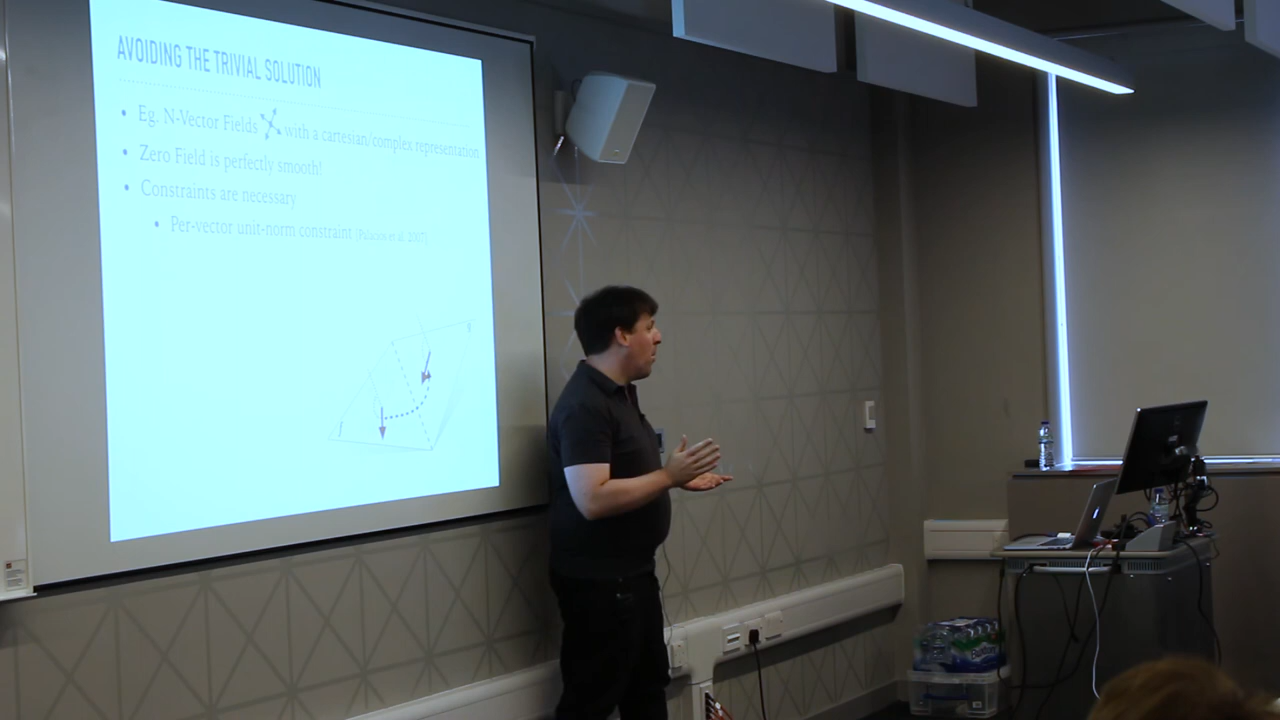 AVOIDING THE TRIVIAL SOLUTION
• Eg. N-Vector Fields with a cartesian/complex representation
• Zero Field is perfectly smooth!
• Constraints are necessary
• Per-vector unit-norm constraint (Palacios et al. 2007)